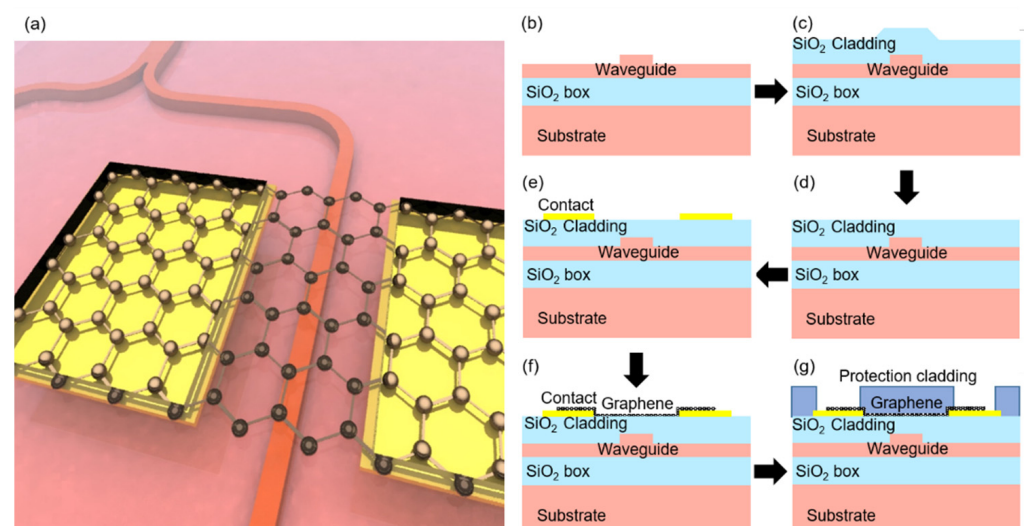 (a)
(b)
Waveguide
SiO₂ box
Substrate
(c)
SiO₂ Cladding
Waveguide
SiO₂ box
Substrate
(e)
Contact
SiO₂ Cladding
Waveguide
SiO₂ box
Substrate
(d)
SiO₂ Cladding
Waveguide
SiO₂ box
Substrate
(f)
Contact Graphene
SiO₂ Cladding
Waveguide
SiO₂ box
Substrate
(g)
Protection cladding
Graphene
SiO₂ Cladding
Waveguide
SiO₂ box
Substrate